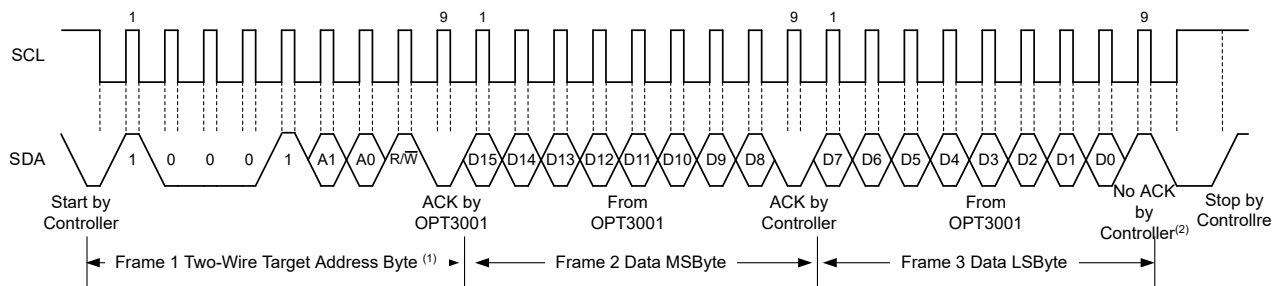 1 9 1 9 1 9
SCL
SDA
1 0 0 0 1 A1 A0 R/W D15 D14 D13 D12 D11 D10 D9 D8 D7 D6 D5 D4 D3 D2 D1 D0
Start by
Controller
ACK by
OPT3001
From
OPT3001
ACK by
Controller
From
OPT3001
No ACK
by
Controller(2)
Stop by
Controllre
Frame 1 Two-Wire Target Address Byte (1)
Frame 2 Data MSByte
Frame 3 Data LSByte